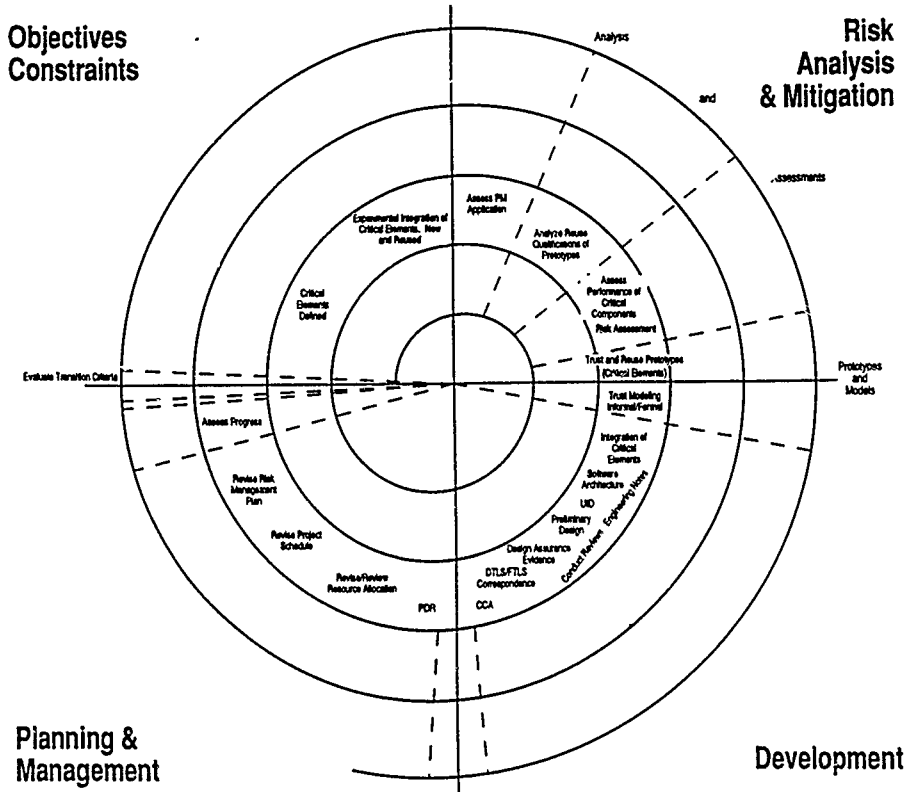 Objectives
Constraints
Risk
Analysis
& Mitigation
Analysis
and
Assessments
Assess PM
Application
Experimental Integration of
Critical Elements, New
and Reused
Analyze Reuse
Qualifications of
Prototypes
Critical
Elements
Defined
Assess
Performance of
Critical
Components
Risk Assessment
Trust and Reuse Prototypes
(Critical Elements)
Evaluate Transition Criteria
Prototypes
and
Models
Trust Modeling
Informal/Formal
Assess Progress
Integration of
Critical
Elements
Software
Architecture
UID
Preliminary
Design
Design Assurance
Evidence
DTLS/FTLS
Correspondence
CCA
Conduct Reviews Engineering Notes
Revise Risk
Management
Plan
Revise Project
Schedule
Revise/Review
Resource Allocation
PDR
Planning &
Management
Development